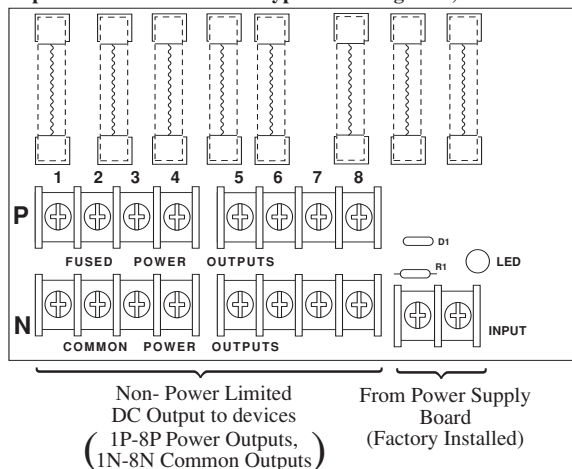 1 2 3 4 5 6 7 8
P
D1
FUSED POWER OUTPUTS
LED
R1
N
INPUT
COMMON POWER OUTPUTS
Non- Power Limited
DC Output to devices
(1P-8P Power Outputs,
1N-8N Common Outputs)
From Power Supply
Board
(Factory Installed)